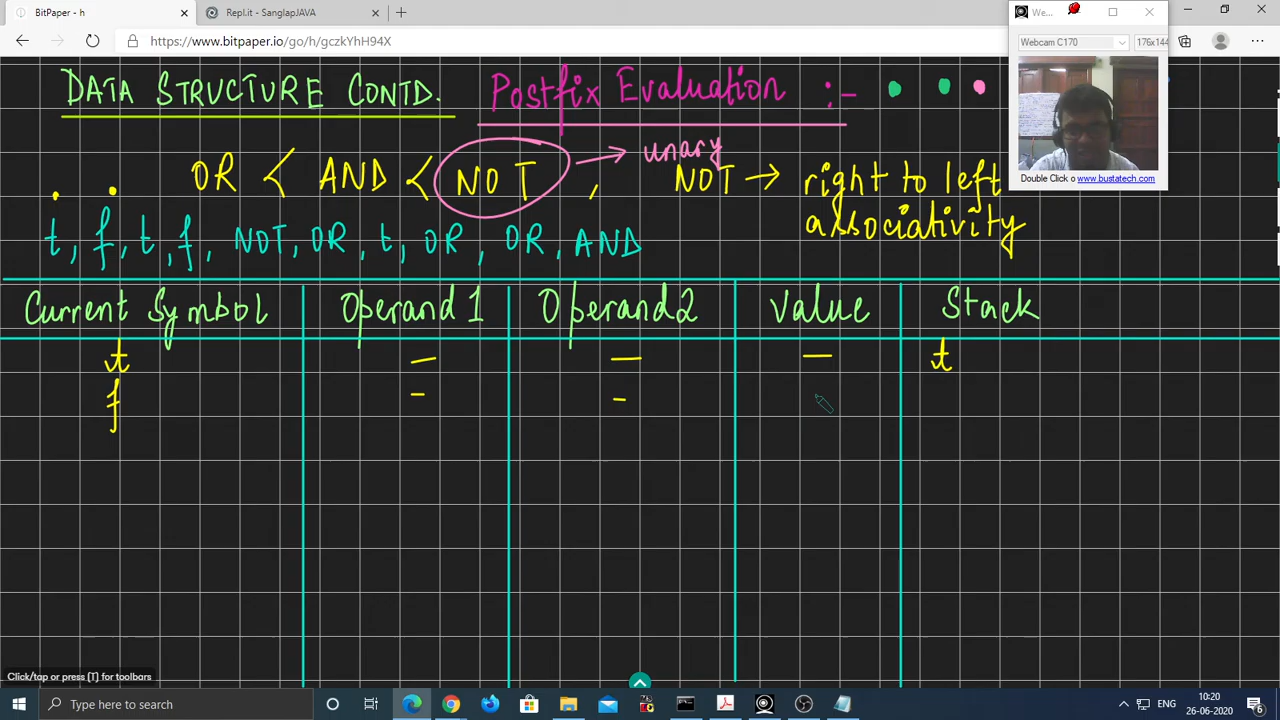 BitPaper - h
Repl.it - SanglapJAVA
We...
https://www.bitpaper.io/go/h/gczkYhH94X
Webcam C170
176x144
DATA STRUCTURE CONTD. Postfix Evaluation :-
OR < AND < NOT → unary , NOT → right to left associativity
t, f, t, f, NOT, OR, t, OR, OR, AND
Double Click o www.bustatech.com
Current Symbol Operand 1 Operand2 Value Stack
t — — — t
f - -
Click/tap or press [T] for toolbars
Type here to search
ENG
10:20
26-06-2020
6